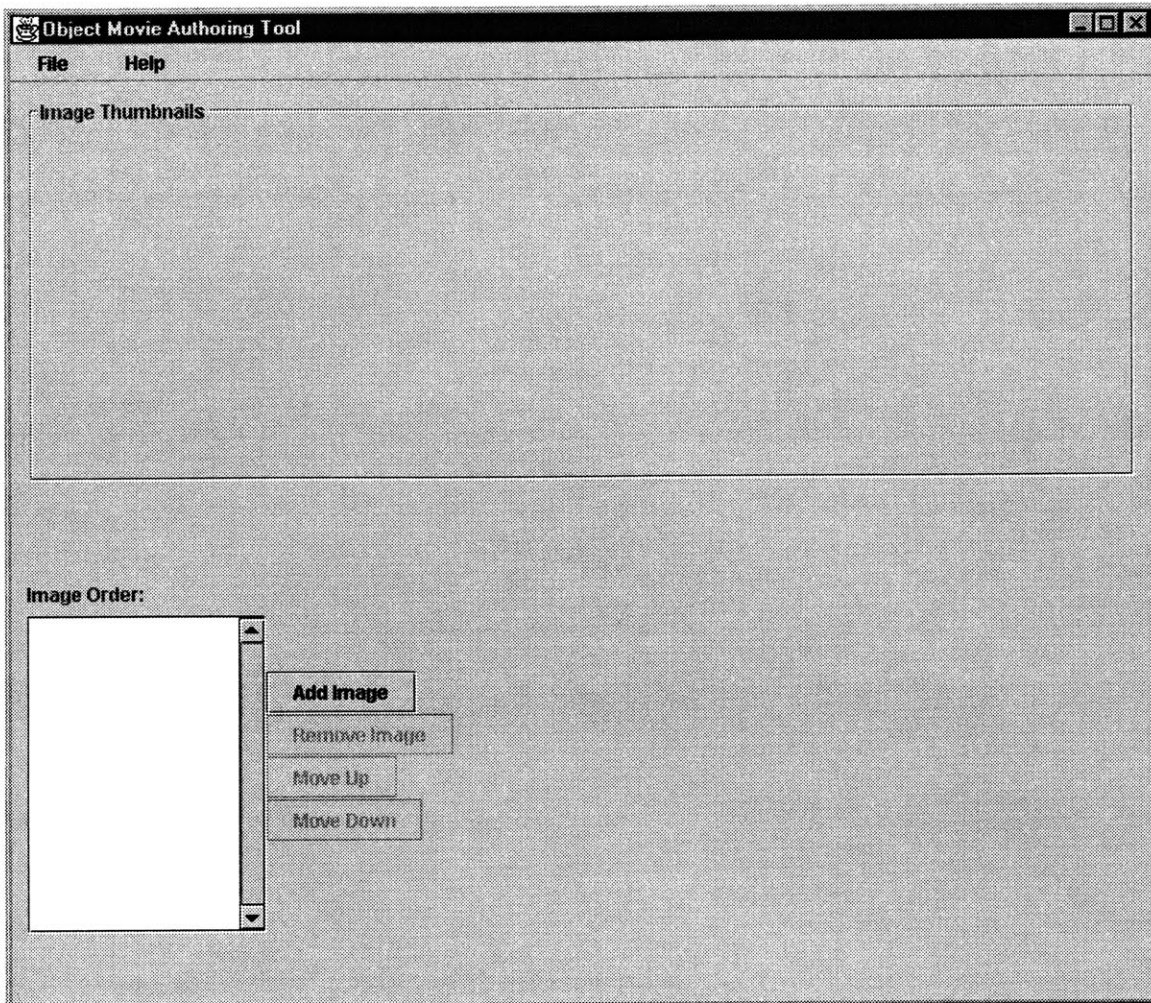 Object Movie Authoring Tool
File Help
Image Thumbnails
Image Order:
Add Image
Remove Image
Move Up
Move Down